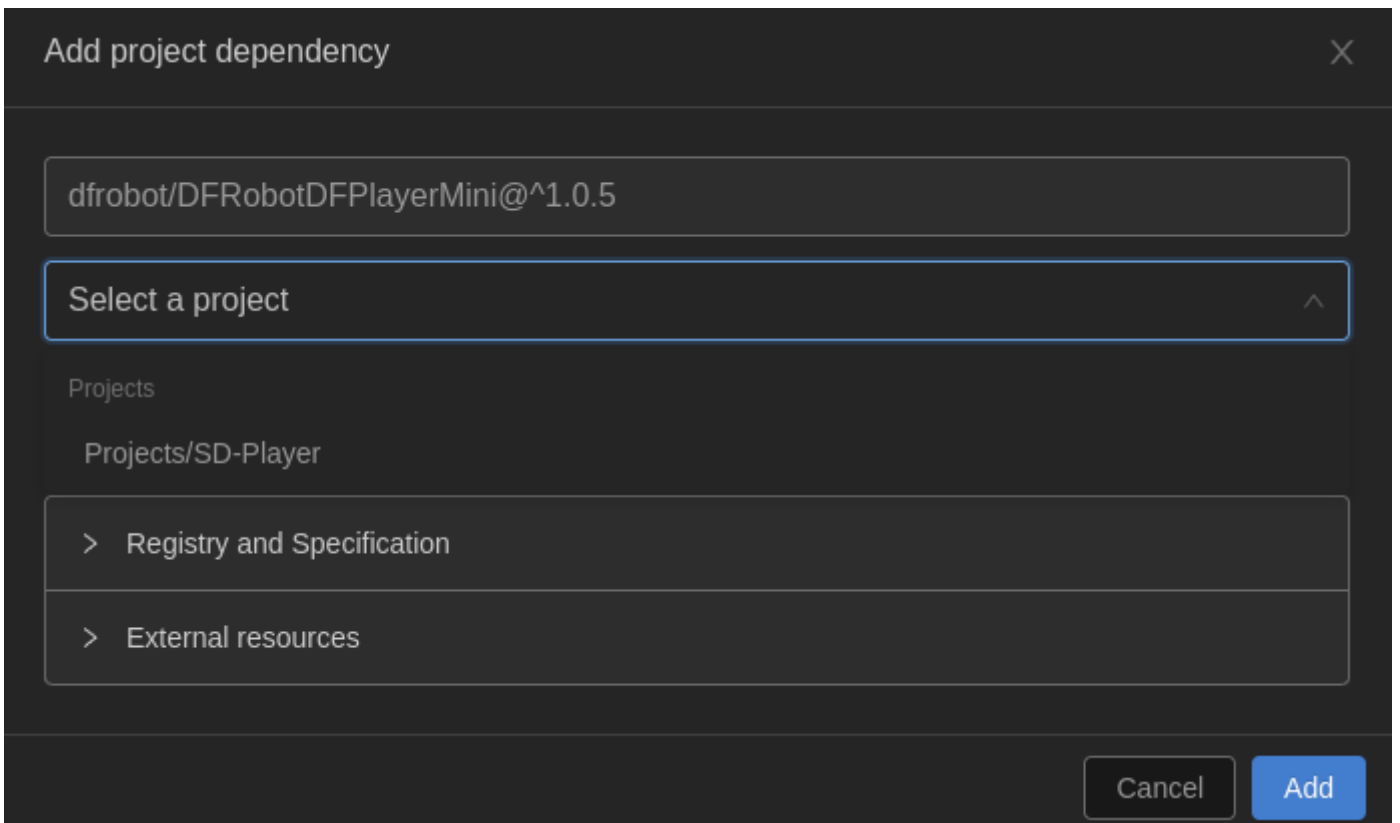 Add project dependency
dfrobot/DFRobotDFPlayerMini@^1.0.5
Select a project
Projects
Projects/SD-Player
Registry and Specification
External resources
Cancel
Add